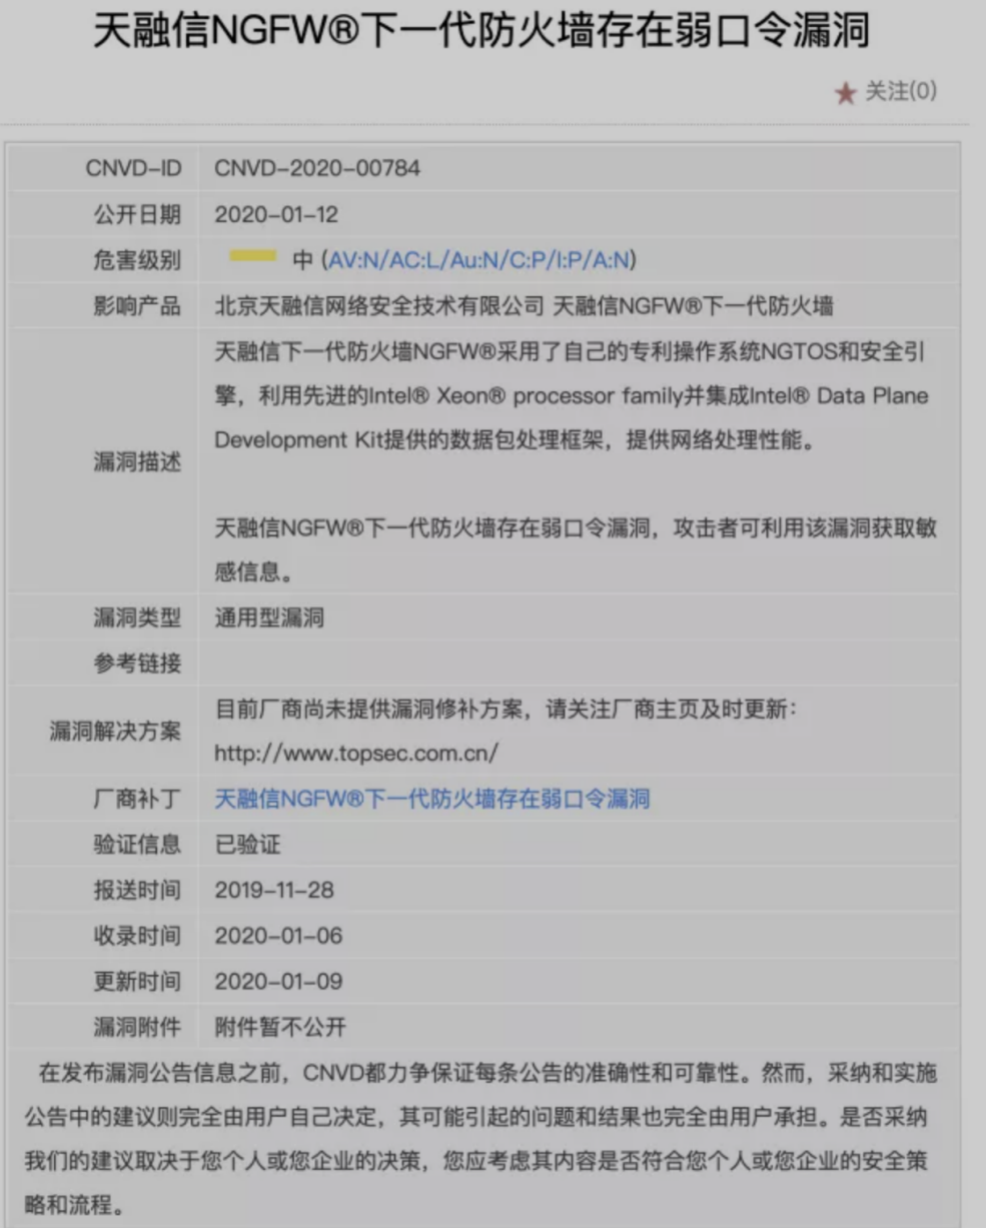 天融信NGFW®下一代防火墙存在弱口令漏洞
★ 关注(0)
CNVD-ID CNVD-2020-00784
公开日期 2020-01-12
危害级别 中 (AV:N/AC:L/Au:N/C:P/I:P/A:N)
影响产品 北京天融信网络安全技术有限公司 天融信NGFW®下一代防火墙
漏洞描述
天融信下一代防火墙NGFW®采用了自己的专利操作系统NGTOS和安全引
擎，利用先进的Intel® Xeon® processor family并集成Intel® Data Plane
Development Kit提供的数据包处理框架，提供网络处理性能。
天融信NGFW®下一代防火墙存在弱口令漏洞，攻击者可利用该漏洞获取敏
感信息。
漏洞类型 通用型漏洞
参考链接
漏洞解决方案
目前厂商尚未提供漏洞修补方案，请关注厂商主页及时更新：
http://www.topsec.com.cn/
厂商补丁 天融信NGFW®下一代防火墙存在弱口令漏洞
验证信息 已验证
报送时间 2019-11-28
收录时间 2020-01-06
更新时间 2020-01-09
漏洞附件 附件暂不公开
在发布漏洞公告信息之前，CNVD都力争保证每条公告的准确性和可靠性。然而，采纳和实施
公告中的建议则完全由用户自己决定，其可能引起的问题和结果也完全由用户承担。是否采纳
我们的建议取决于您个人或您企业的决策，您应考虑其内容是否符合您个人或您企业的安全策
略和流程。